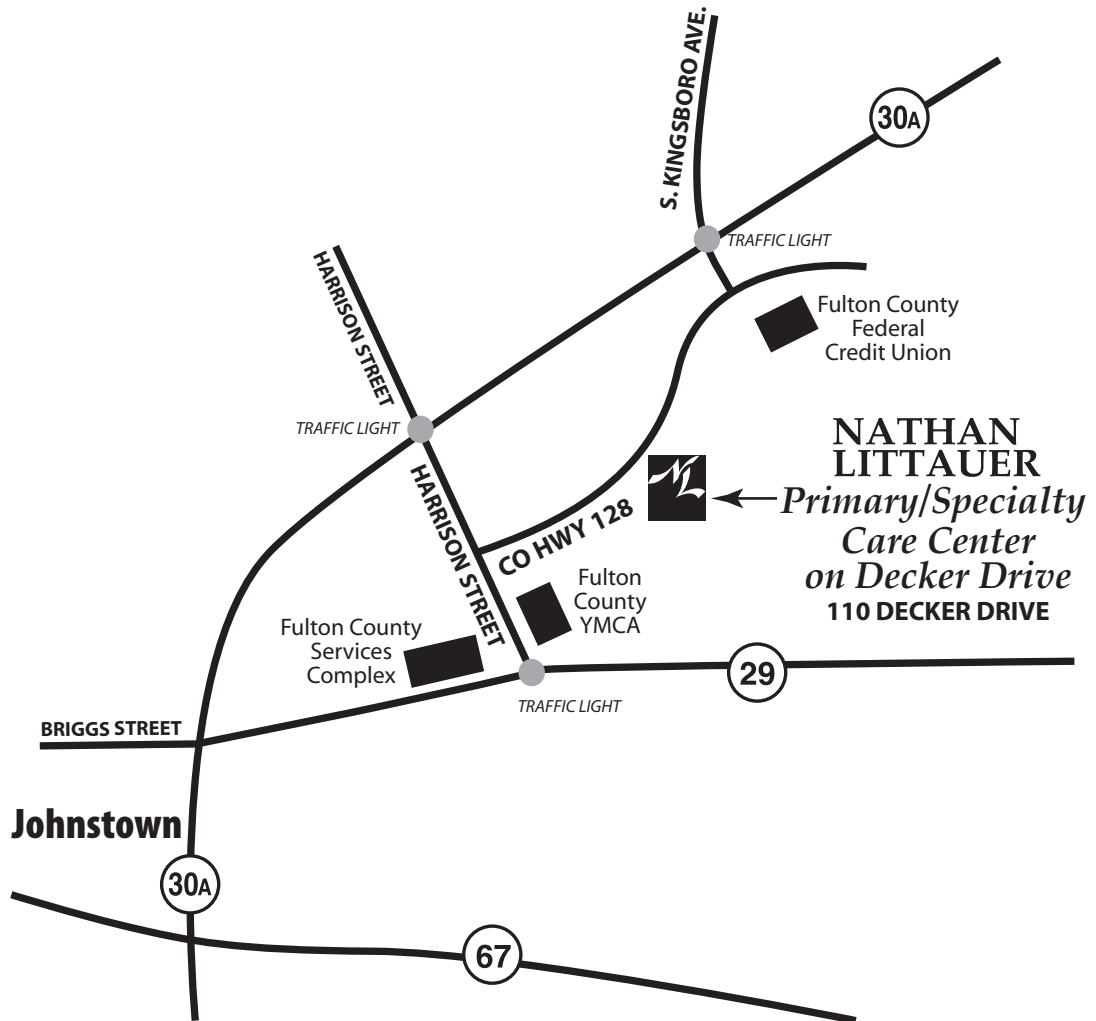 S. KINGSBORO AVE.
30A
TRAFFIC LIGHT
HARRISON STREET
Fulton County
Federal
Credit Union
TRAFFIC LIGHT
NATHAN
LITTAUER
Primary/Specialty
Care Center
on Decker Drive
110 DECKER DRIVE
NL
HARRISON STREET
CO HWY 128
Fulton
County
YMCA
Fulton County
Services
Complex
29
TRAFFIC LIGHT
BRIGGS STREET
Johnstown
30A
67